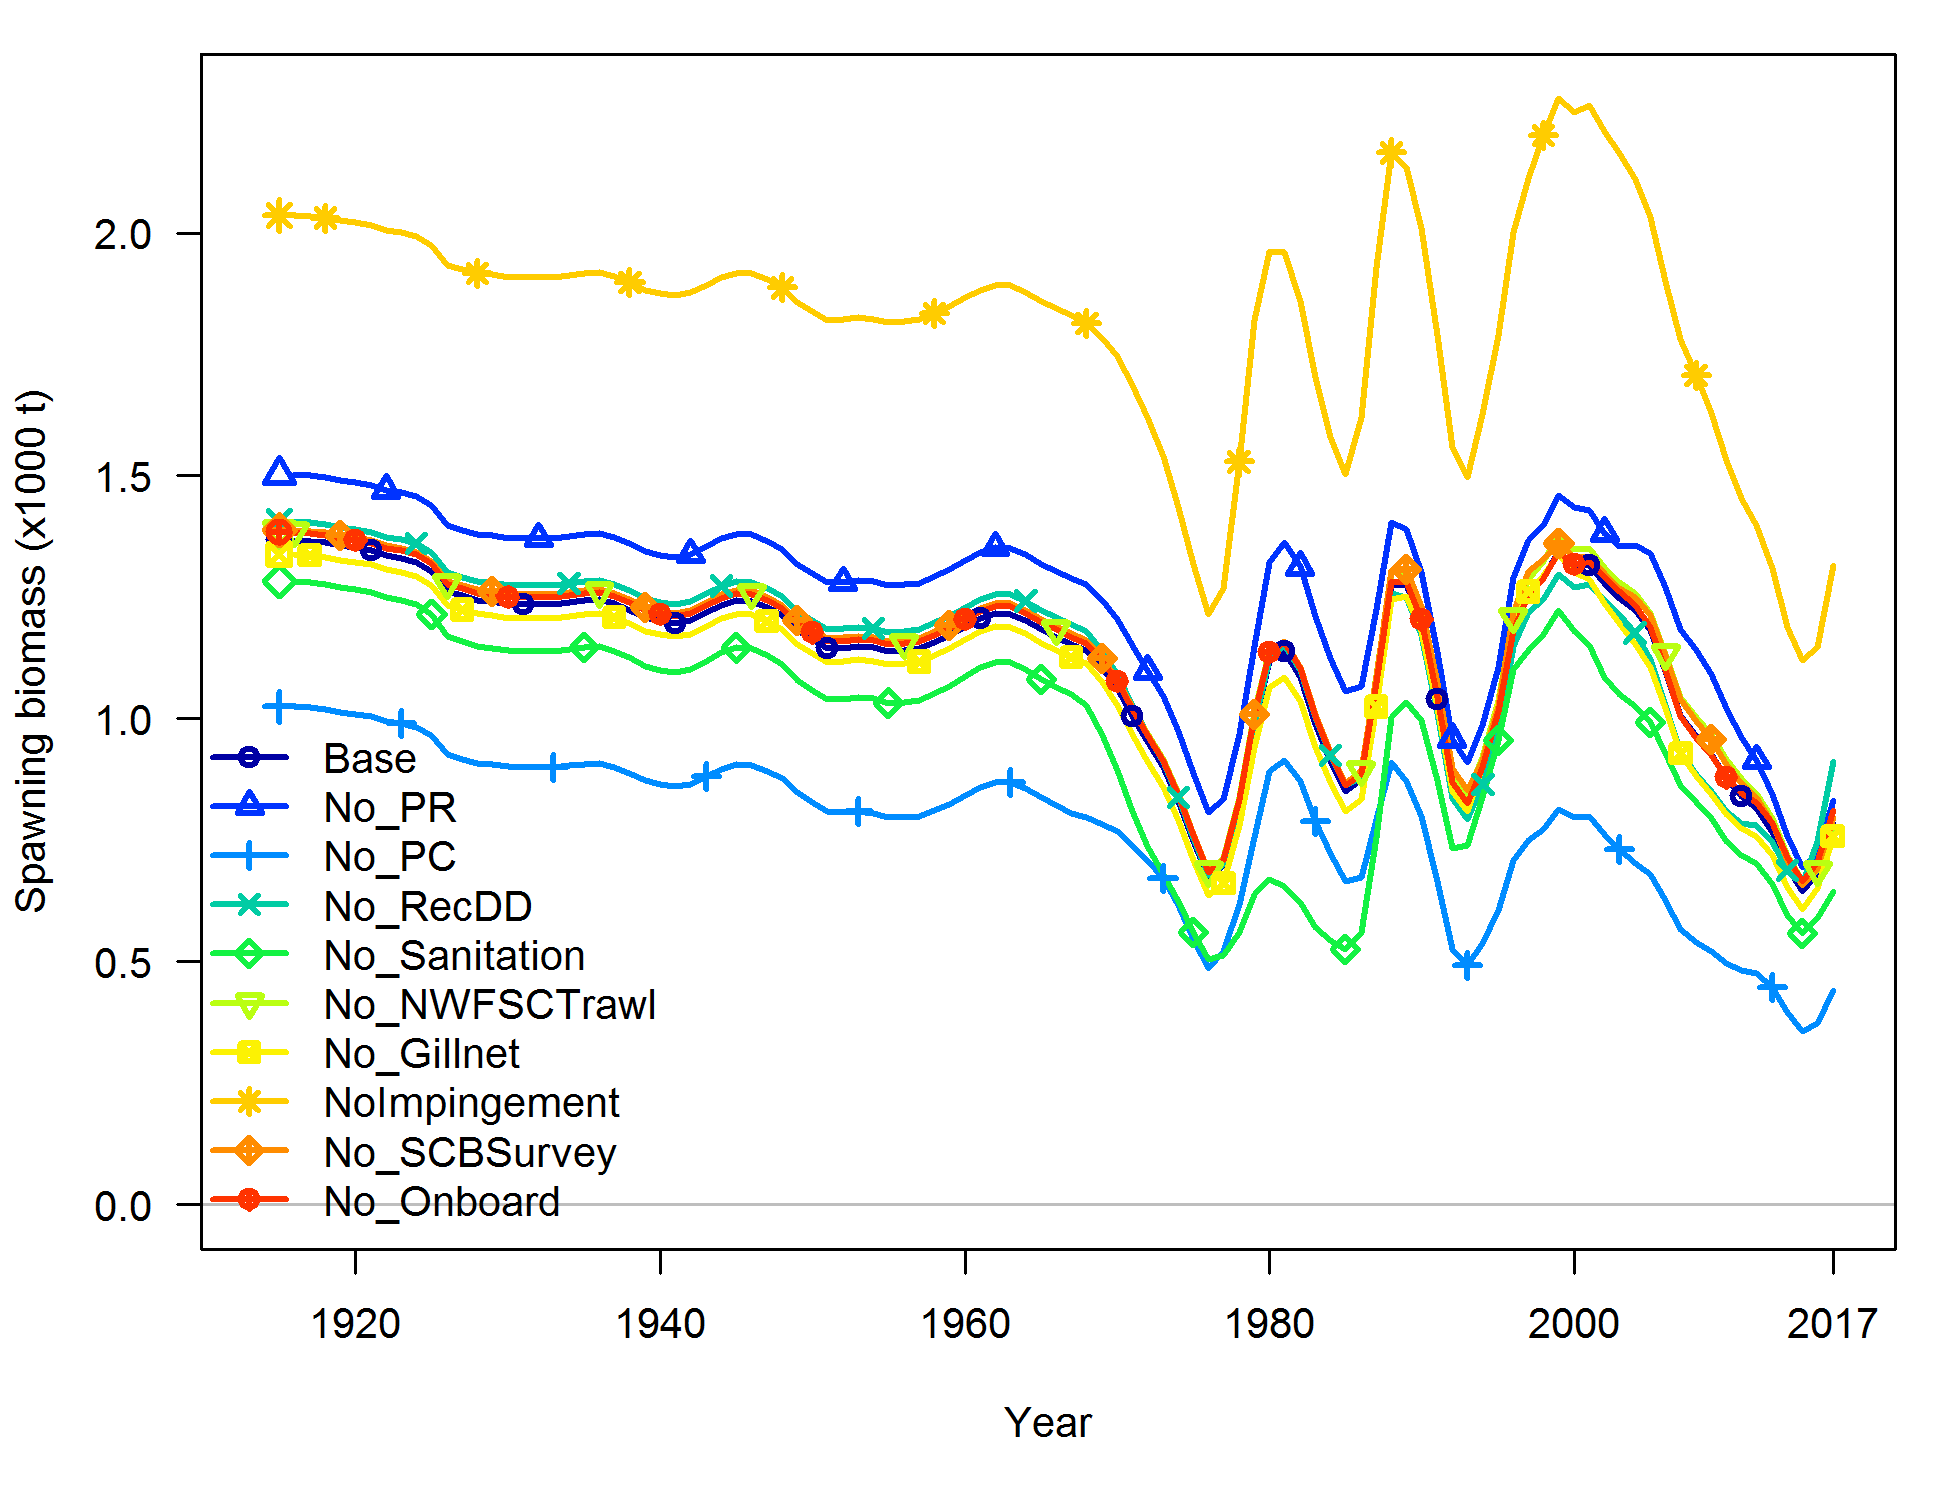 2.0
1.5
1.0
0.5
0.0
Spawning biomass (x1000 t)
Base
No_PR
No_PC
No_RecDD
No_Sanitation
No_NWFSCTrawl
No_Gillnet
NoImpingement
No_SCBSurvey
No_Onboard
1920 1940 1960 1980 2000 2017
Year